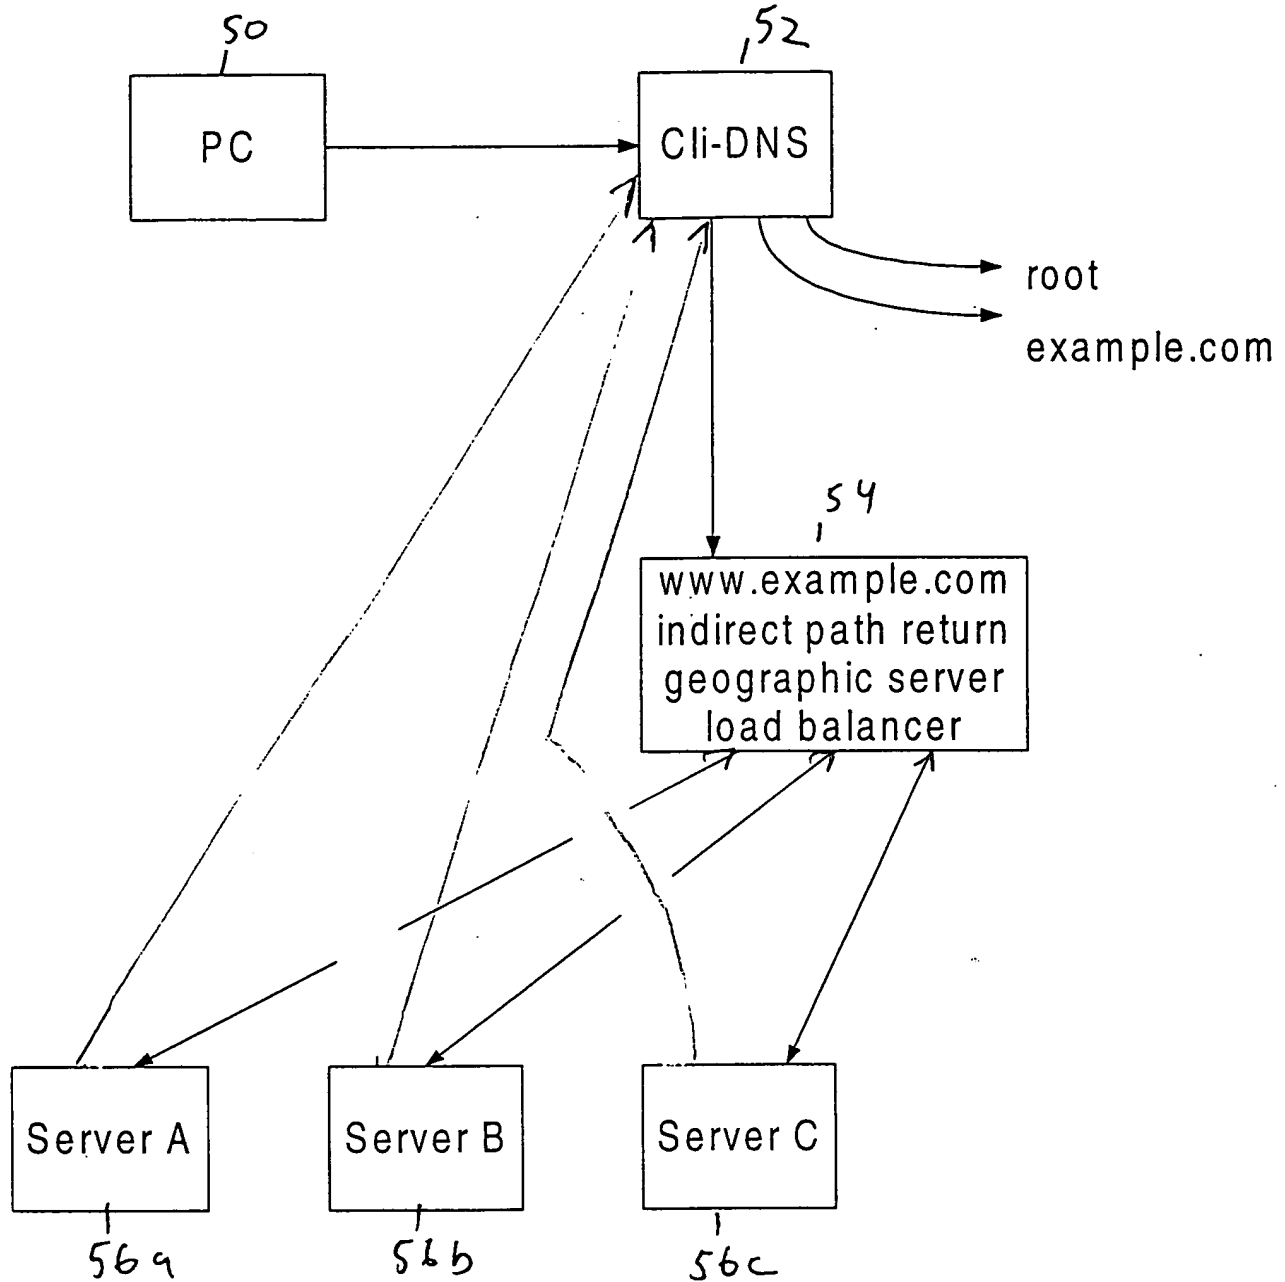 50
52
PC
Cli-DNS
root
example.com
54
www.example.com
indirect path return
geographic server
load balancer
Server A
Server B
Server C
56a
56b
56c